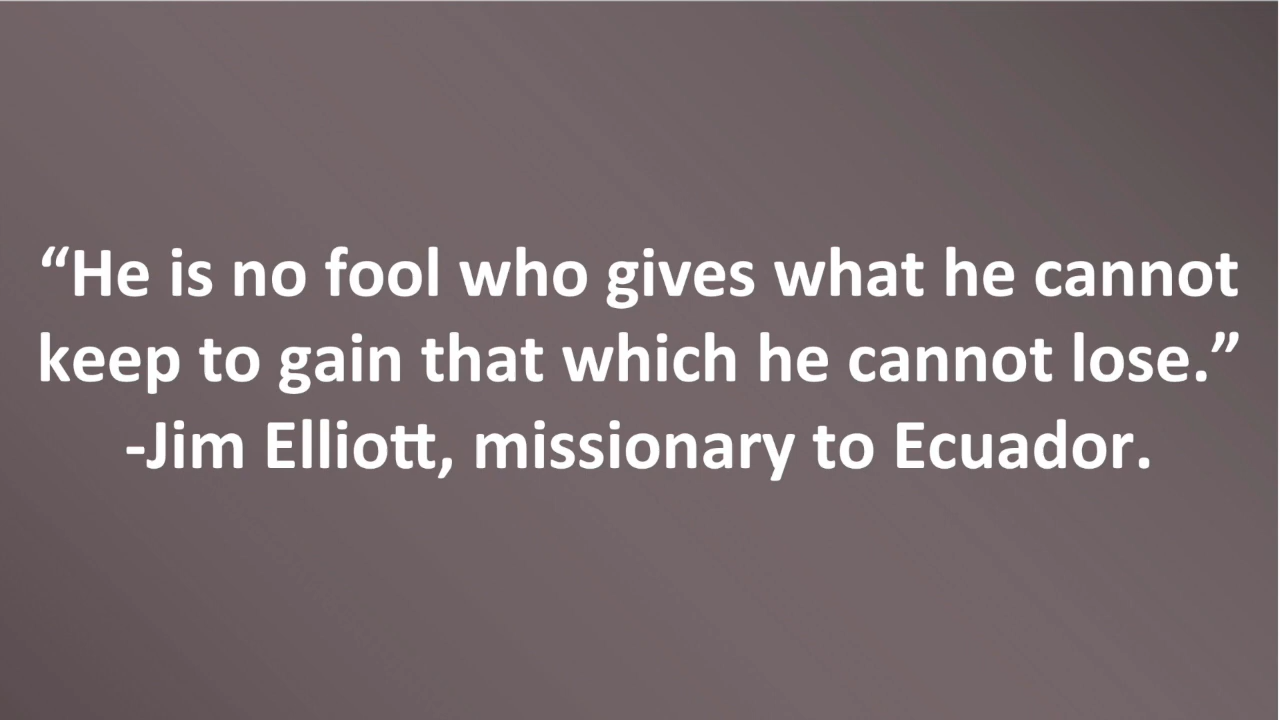 “He is no fool who gives what he cannot
keep to gain that which he cannot lose.”
-Jim Elliott, missionary to Ecuador.